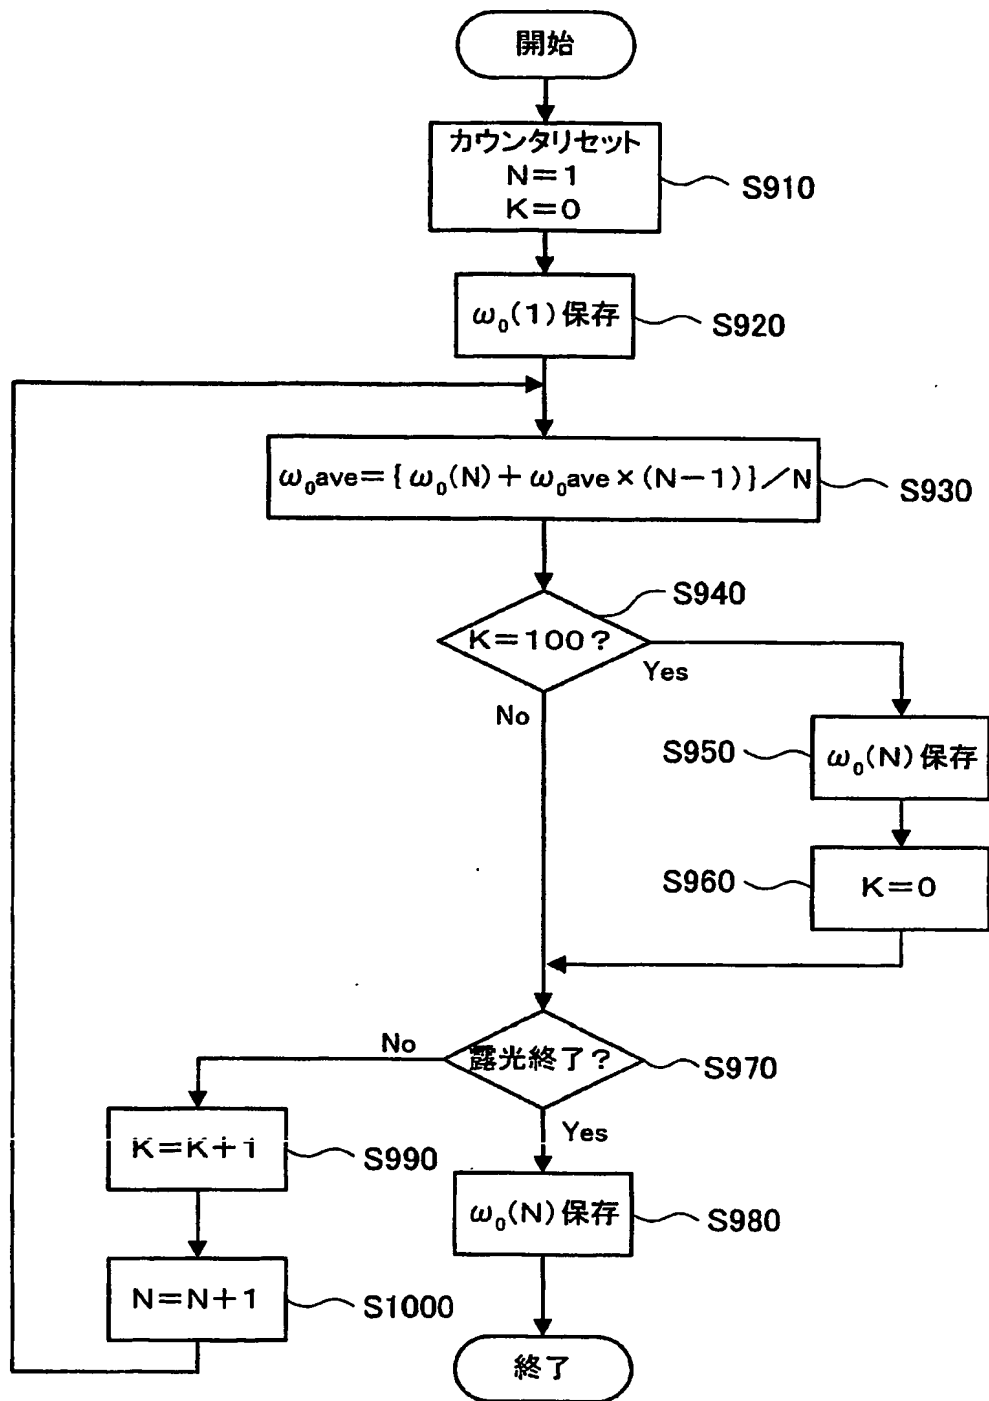 開始
カウンタリセット
N=1
K=0
S910
ω₀(1)保存
S920
ω₀ave={ω₀(N)+ω₀ave×(N−1)}／N
S930
S940
K=100?
Yes
No
S950
ω₀(N)保存
S960
K=0
No
露光終了?
S970
Yes
K=K+1
S990
ω₀(N)保存
S980
N=N+1
S1000
終了